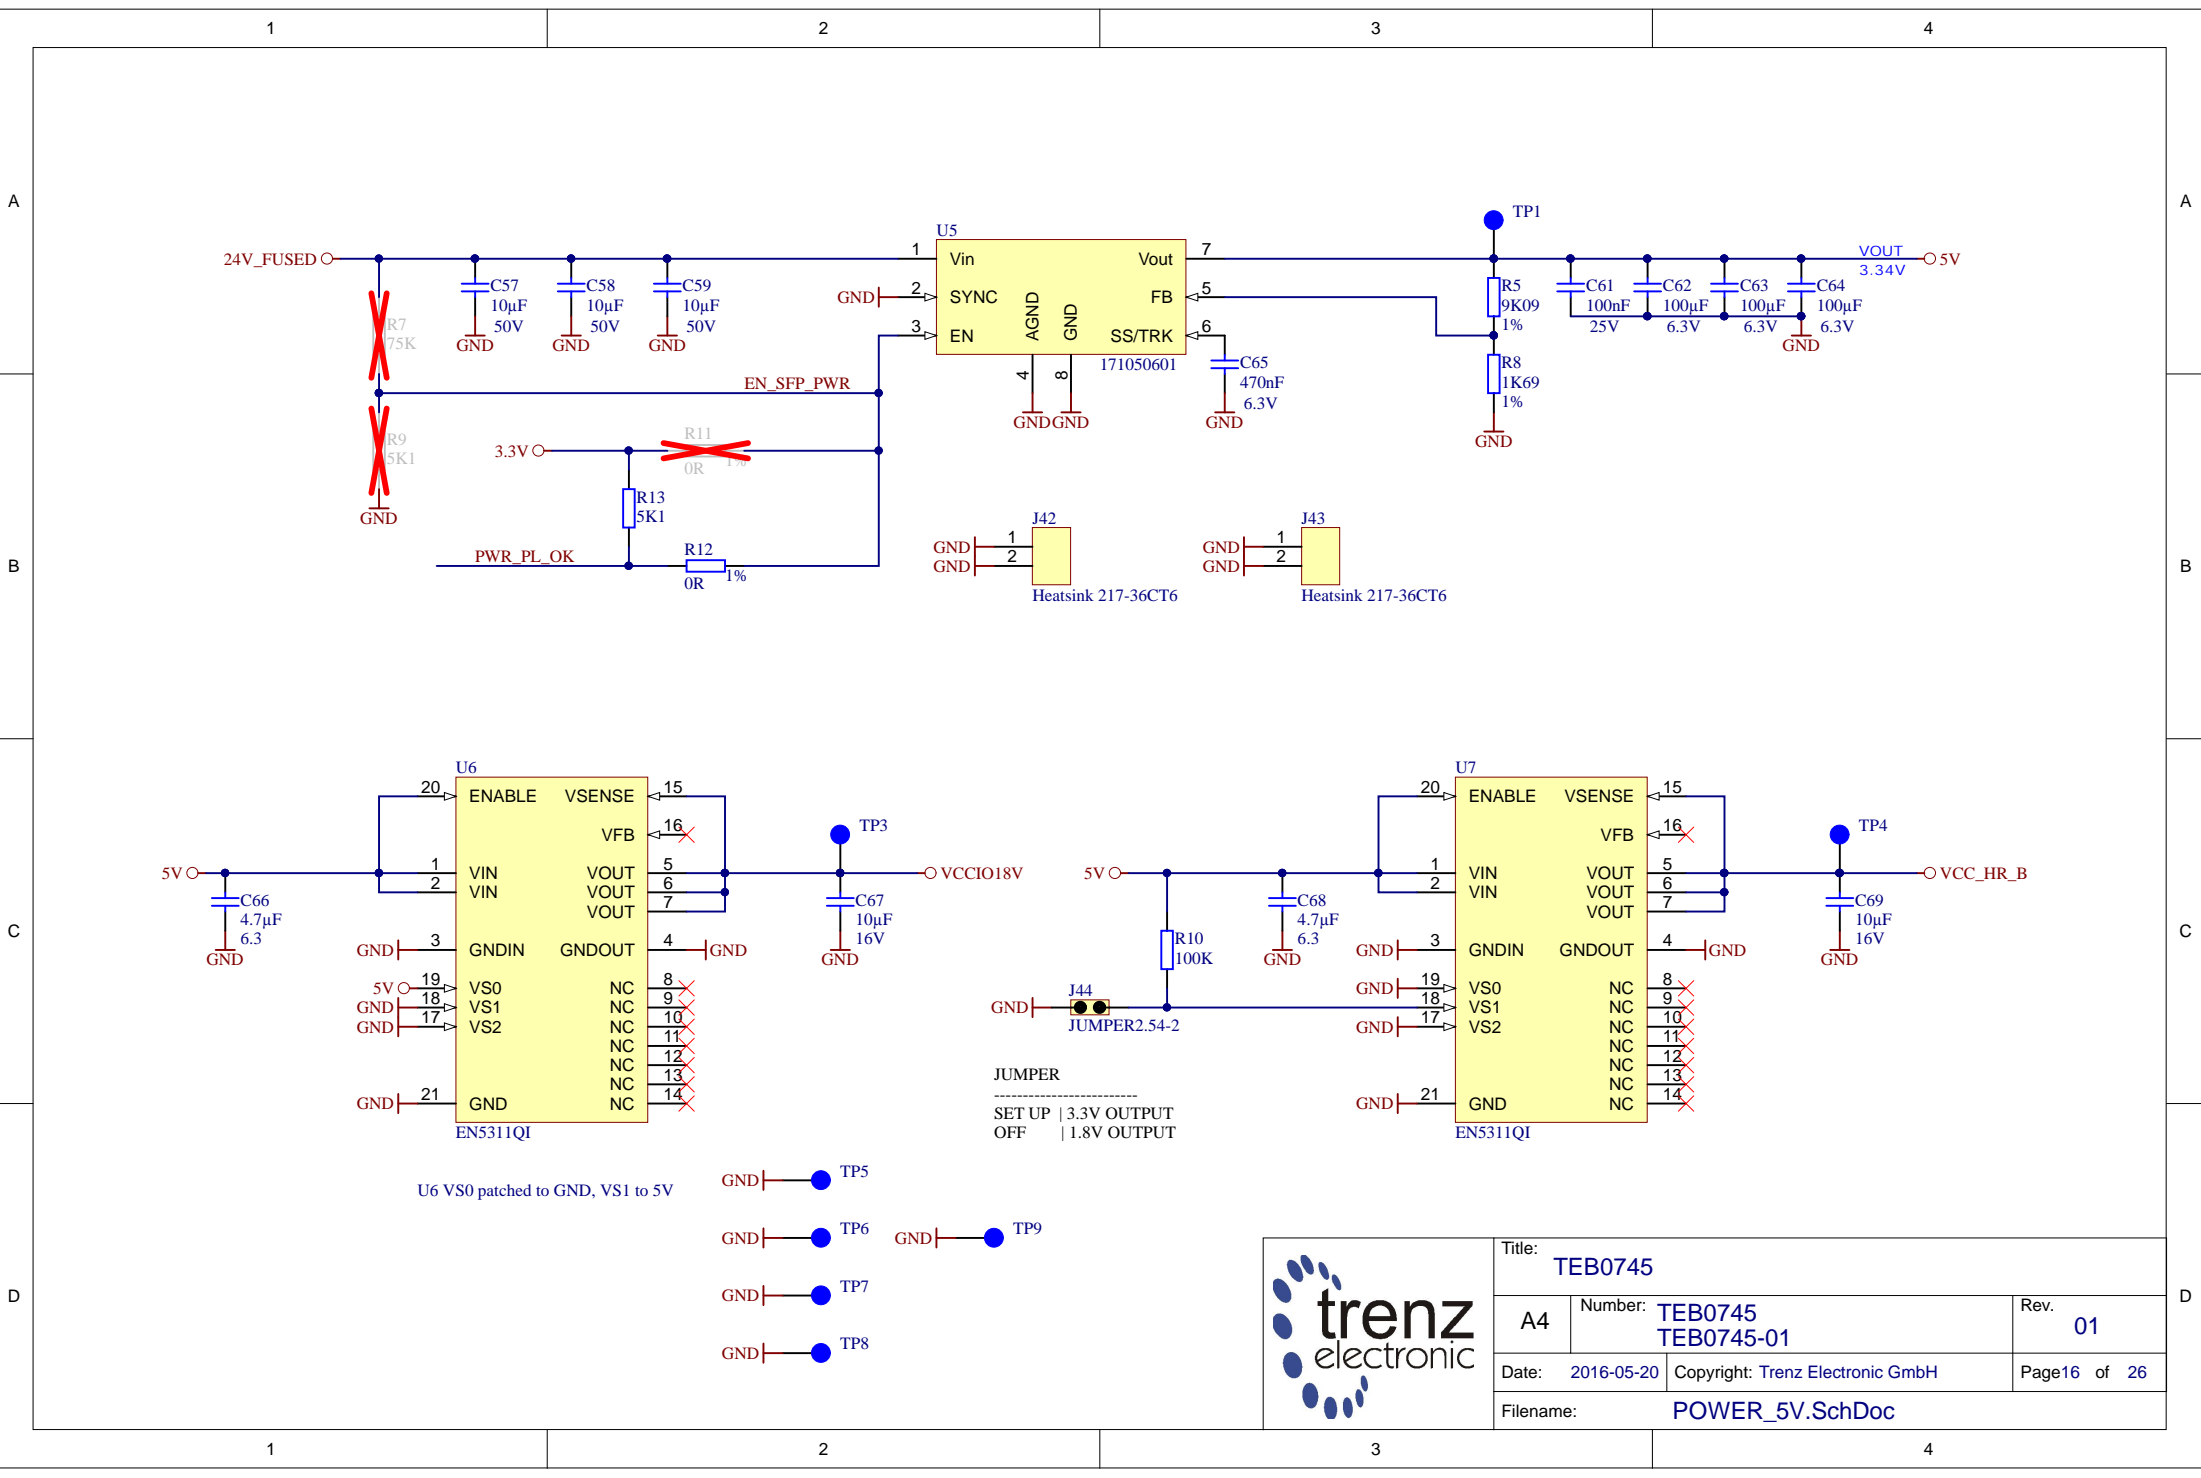 1 2 3 4
A A
TP1
U5
24V_FUSED 1 Vin Vout 7 VOUT 5V
3.34V
GND 2 SYNC FB 5
3 EN SS/TRK 6
AGND GND
4 8
171050601
GND GND
C57
10µF
50V
GND
C58
10µF
50V
GND
C59
10µF
50V
GND
R5
9K09
1%
R8
1K69
1%
GND
C61
100nF
25V
C62
100µF
6.3V
C63
100µF
6.3V
C64
100µF
6.3V
GND
C65
470nF
6.3V
GND
R7
75K
EN_SFP_PWR
R9
5K1
GND
3.3V
R11
0R 1%
R13
5K1
PWR_PL_OK
R12
0R 1%
B B
J42
GND 1
GND 2
Heatsink 217-36CT6
J43
GND 1
GND 2
Heatsink 217-36CT6
U6
20 ENABLE VSENSE 15
VFB 16
5V 1 VIN VOUT 5 VCCIO18V
2 VIN VOUT 6
VOUT 7
GND 3 GNDIN GNDOUT 4 GND
5V 19 VS0 NC 8
GND 18 VS1 NC 9
GND 17 VS2 NC 10
NC 11
NC 12
NC 13
GND 21 GND NC 14
EN5311QI
C66
4.7µF
6.3
GND
TP3
C67
10µF
16V
GND
U7
20 ENABLE VSENSE 15
VFB 16
5V 1 VIN VOUT 5 VCC_HR_B
2 VIN VOUT 6
VOUT 7
GND 3 GNDIN GNDOUT 4 GND
GND 19 VS0 NC 8
18 VS1 NC 9
GND 17 VS2 NC 10
NC 11
NC 12
NC 13
GND 21 GND NC 14
EN5311QI
R10
100K
C68
4.7µF
6.3
GND
TP4
C69
10µF
16V
GND
C C
GND J44
JUMPER2.54-2
JUMPER
-------------------------
SET UP | 3.3V OUTPUT
OFF | 1.8V OUTPUT
U6 VS0 patched to GND, VS1 to 5V
GND TP5
GND TP6
GND TP9
GND TP7
GND TP8
D D
trenz
electronic
Title:
TEB0745
A4
Number: TEB0745
TEB0745-01
Rev.
01
Date: 2016-05-20
Copyright: Trenz Electronic GmbH
Page16 of 26
Filename: POWER_5V.SchDoc
1 2 3 4